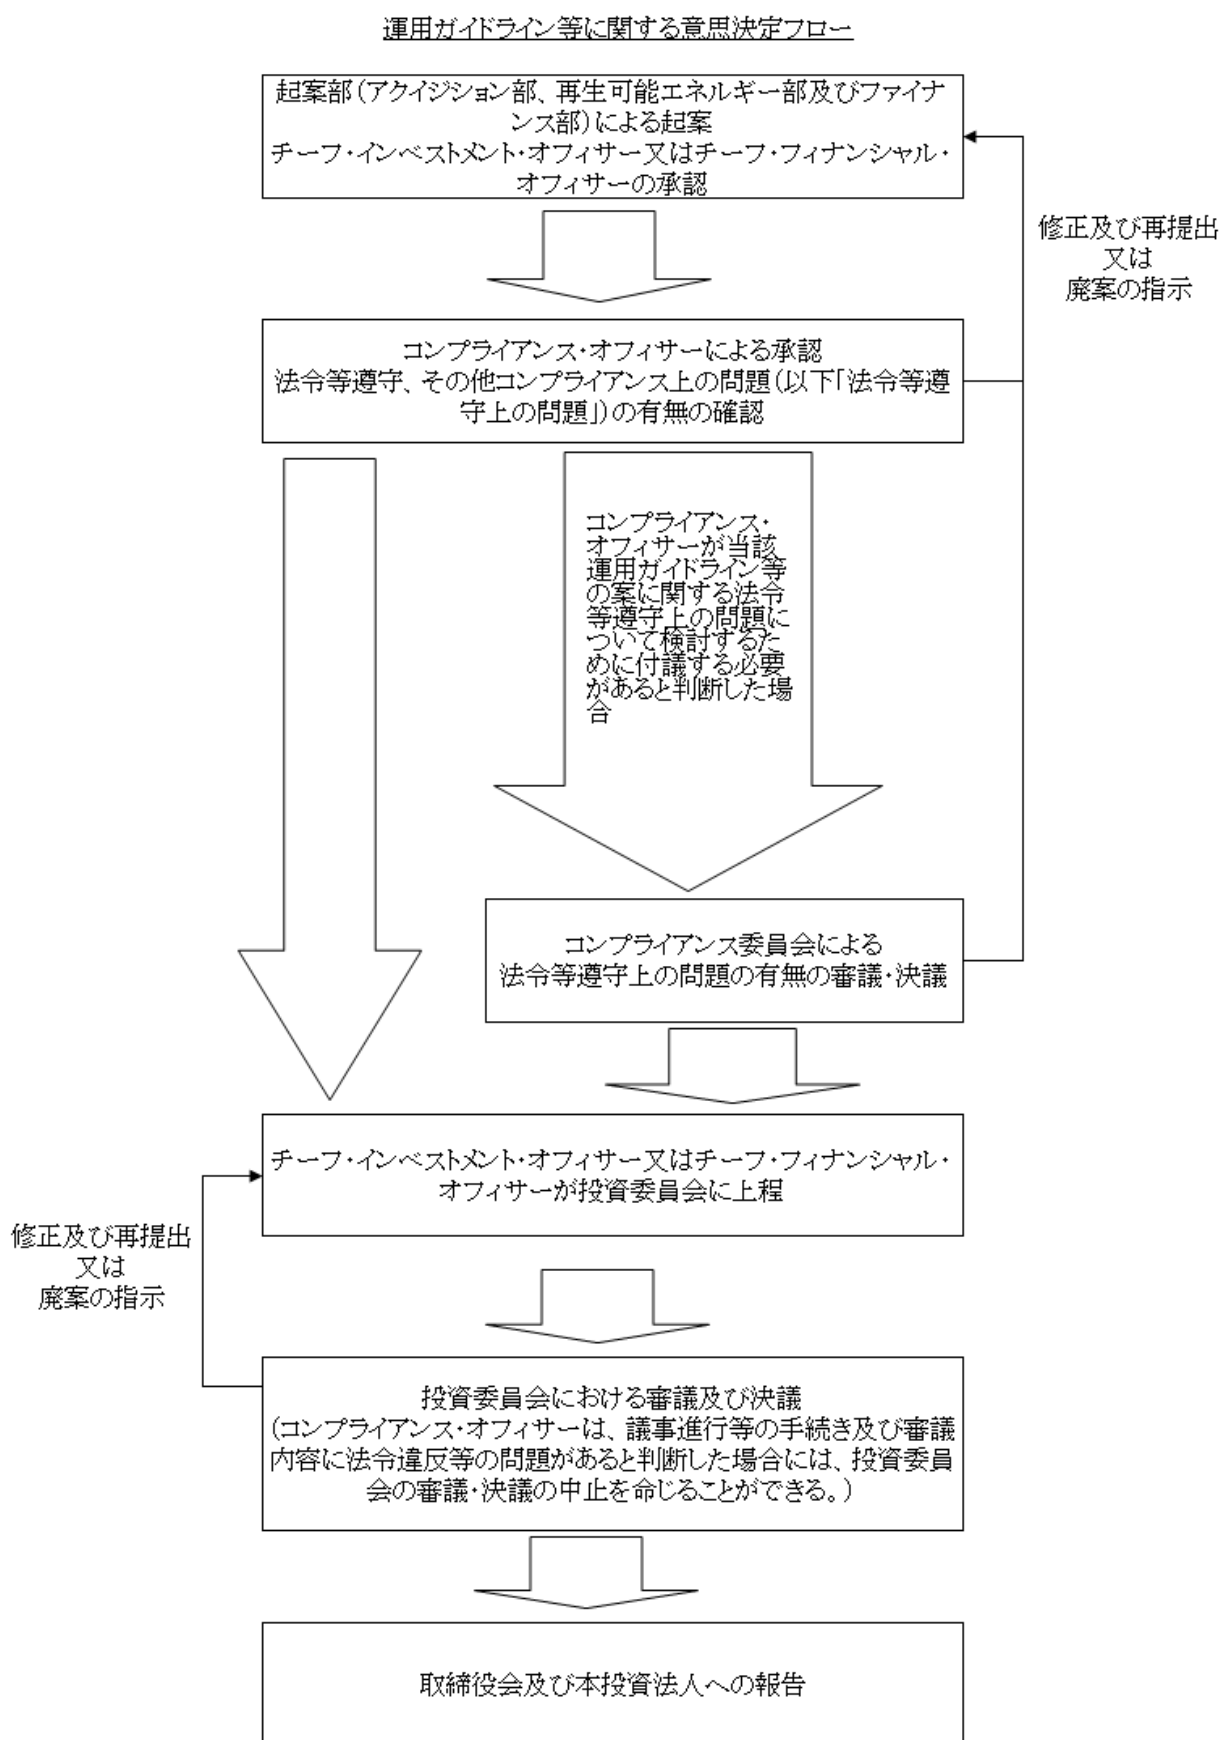 運用ガイドライン等に関する意思決定フロー
起案部（アクイジション部、再生可能エネルギー部及びファイナ
ンス部）による起案
チーフ・インベストメント・オフィサー又はチーフ・フィナンシャル・
オフィサーの承認
修正及び再提出
又は
廃案の指示
コンプライアンス・オフィサーによる承認
法令等遵守、その他コンプライアンス上の問題（以下「法令等遵
守上の問題」）の有無の確認
コンプライアンス・
オフィサーが当該
運用ガイドライン等
の案に関する法令
等遵守上の問題に
ついて検討するた
めに付議する必要
があると判断した場
合
コンプライアンス委員会による
法令等遵守上の問題の有無の審議・決議
チーフ・インベストメント・オフィサー又はチーフ・フィナンシャル・
オフィサーが投資委員会に上程
修正及び再提出
又は
廃案の指示
投資委員会における審議及び決議
（コンプライアンス・オフィサーは、議事進行等の手続き及び審議
内容に法令違反等の問題があると判断した場合には、投資委員
会の審議・決議の中止を命じることができる。）
取締役会及び本投資法人への報告